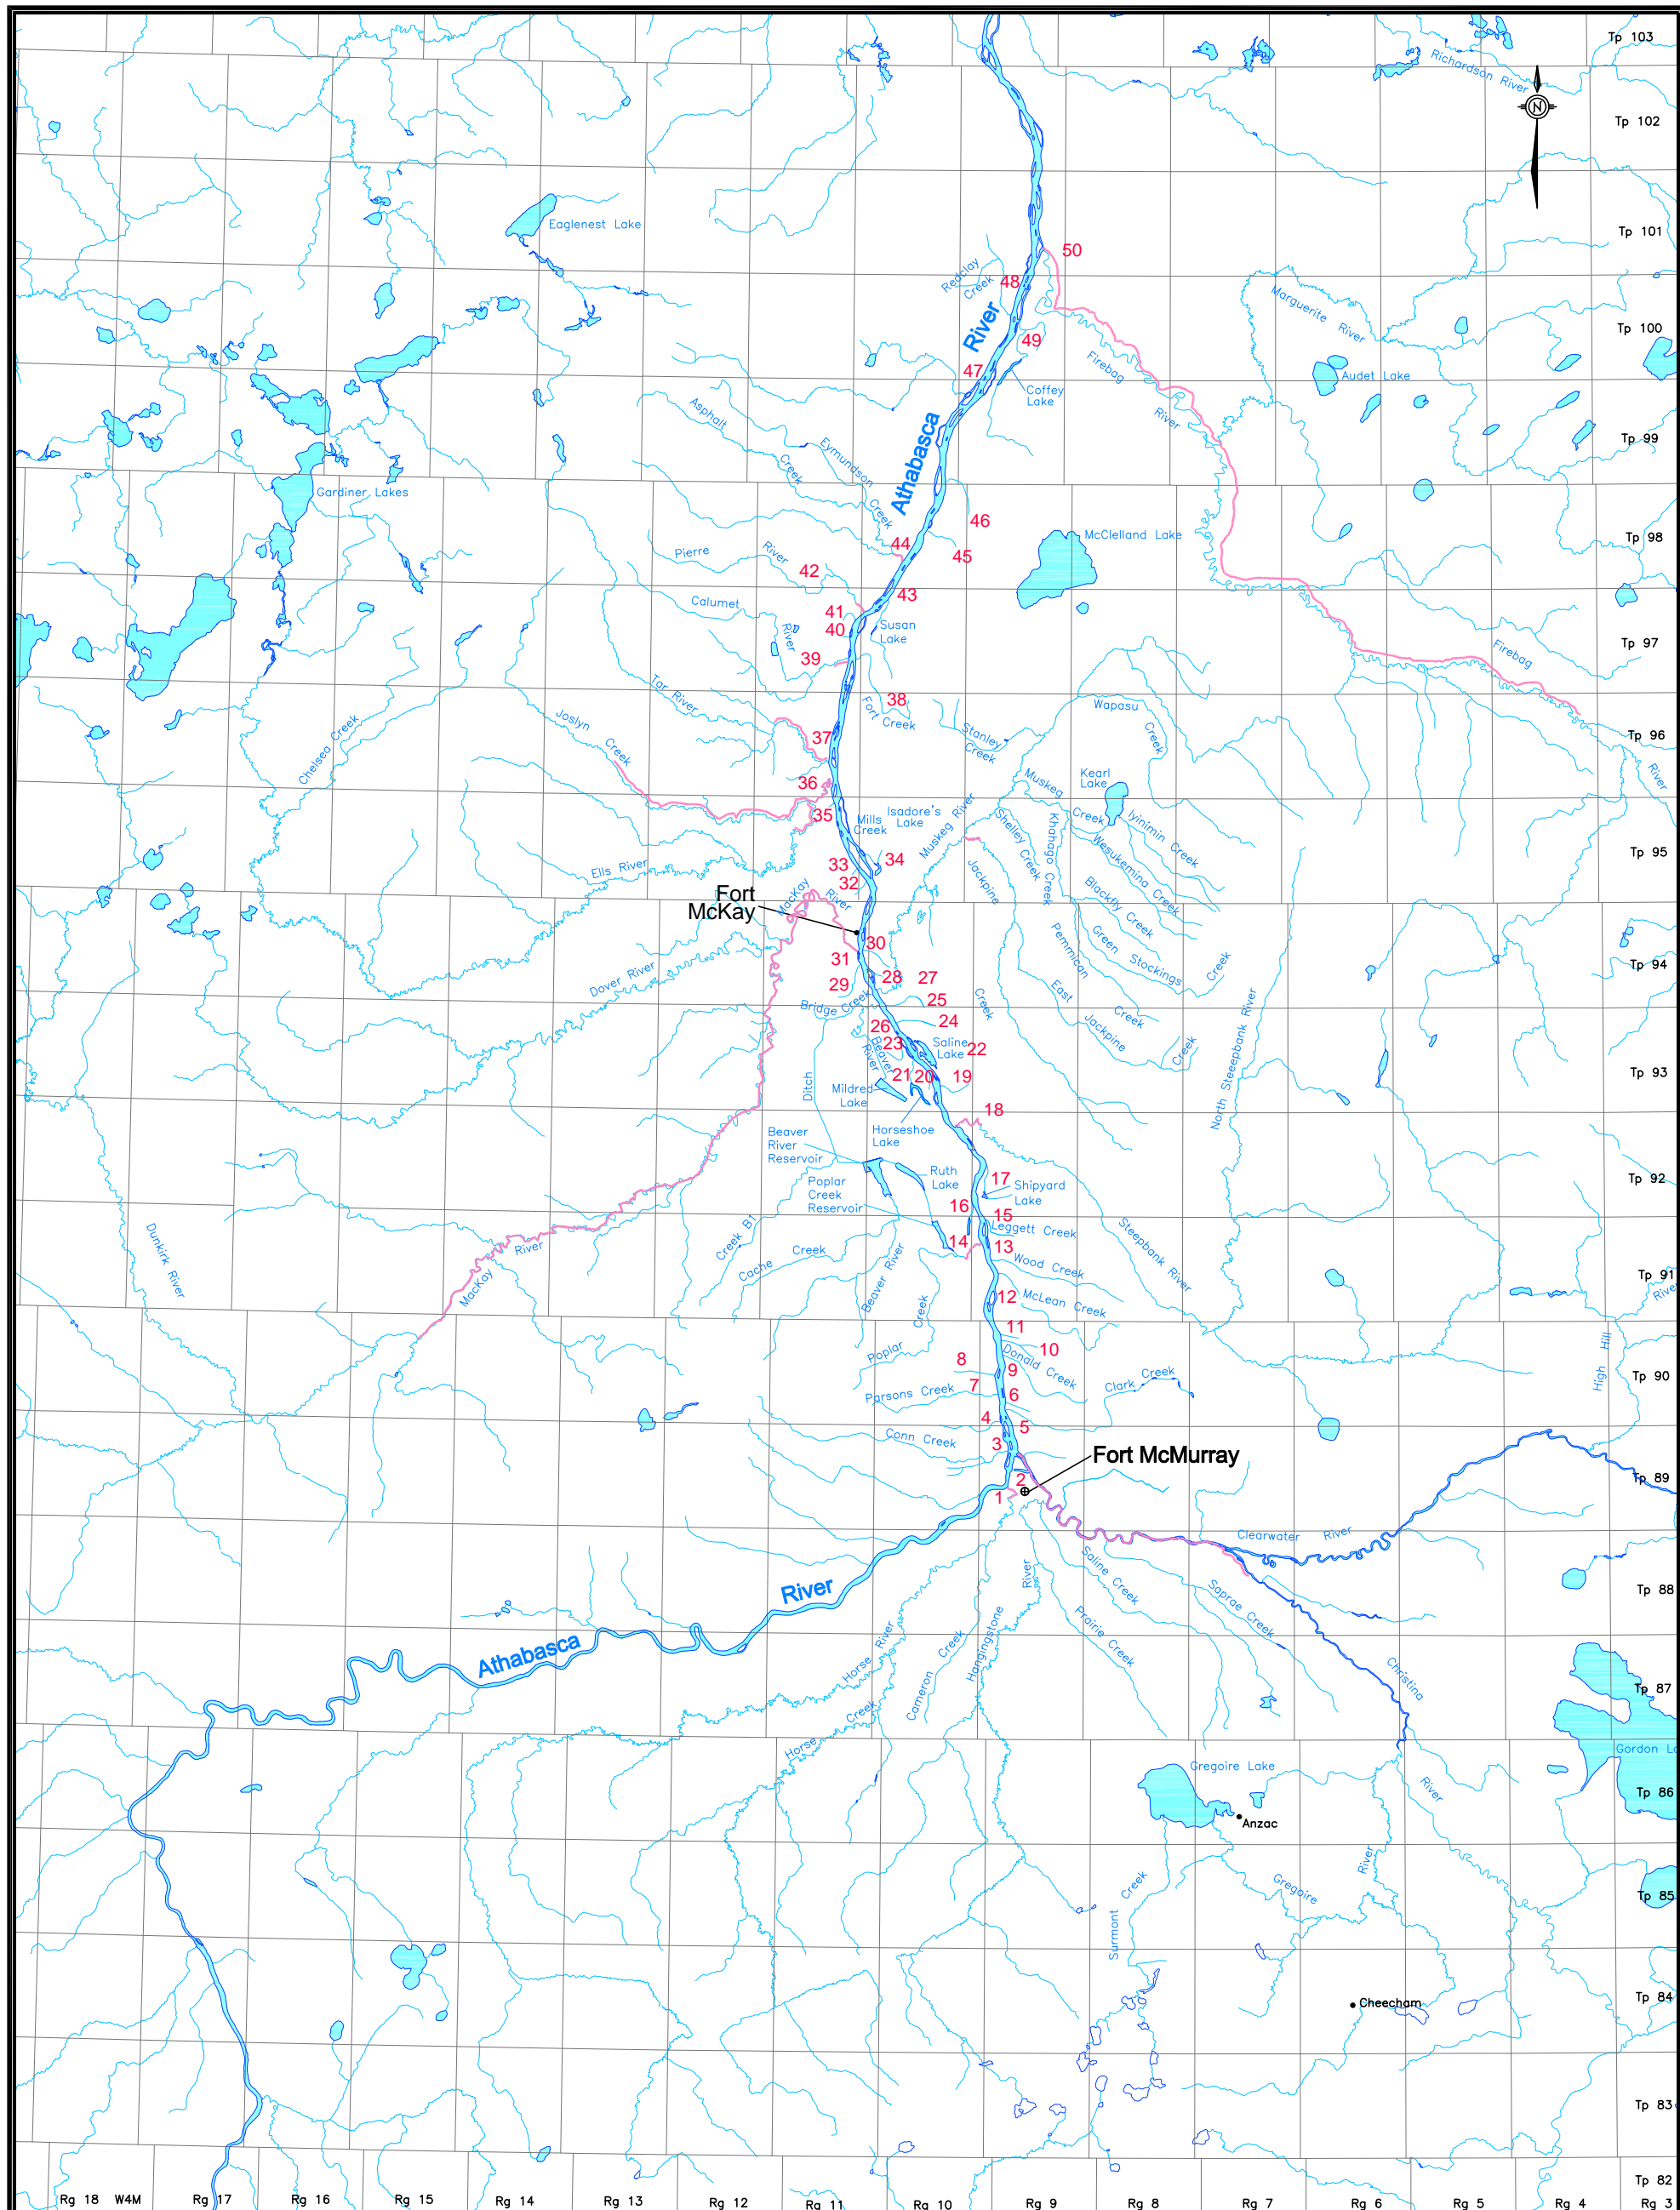 Tp 103
Richardson River
N
Tp 102
Eaglenest Lake
Tp 101
50
Redclay
Creek
48
Marguerite River
Tp 100
River
49
Firebag
River
47
Coffey
Lake
Audet Lake
Asphalt
Creek
Eymundson
Creek
Athabasca
Tp 99
Gardiner Lakes
46
McClelland Lake
44
45
Tp 98
Pierre
River
42
43
Calumet
River
41
40
Susan
Lake
39
Firebag
River
Tp 97
Tar River
38
Fort Creek
Wapasu
Creek
Joslyn
Creek
Chelsea Creek
37
Stanley
Creek
Tp 96
36
Kearl
Lake
Muskeg
Creek
35
Isadore's
Lake
Mills
Creek
Muskeg River
Shelley Creek
Khahago Creek
Iyinimin Creek
Wesukemina Creek
Blackfly Creek
Tp 95
Ells River
33
34
32
Jackpine
Creek
MacKay
River
Fort
McKay
30
31
Green Stockings
Creek
Pemmican
Creek
Tp 94
Dover River
29
28
27
Bridge Creek
25
East
Jackpine
Creek
26
24
23
Saline
Lake
22
Beaver
River
21
20
19
North Steepbank River
Tp 93
Ditch
Mildred
Lake
18
Horseshoe
Lake
Beaver
River
Reservoir
Ruth
Lake
17
Shipyard
Lake
Tp 92
Poplar
Creek
Reservoir
16
15
Leggett Creek
Dunkirk River
Creek B1
Cache Creek
Beaver River
14
13
Wood Creek
Steepbank River
MacKay River
Tp 91
12
McLean Creek
Poplar Creek
11
10
8
Donald Creek
9
High Hill
River
Tp 90
Parsons Creek
7
6
Clark Creek
4
5
Conn Creek
3
Fort McMurray
2
1
Tp 89
Clearwater River
Saline Creek
Saprae Creek
Tp 88
River
Prairie Creek
Hangingstone
River
Athabasca
Horse River
Cameron Creek
Christina
River
Tp 87
Horse Creek
Gregoire Lake
Tp 86
Anzac
Surmont Creek
Gregoire
River
Tp 85
Cheecham
Tp 84
Tp 83
Tp 82
Rg 18 W4M
Rg 17
Rg 16
Rg 15
Rg 14
Rg 13
Rg 12
Rg 11
Rg 10
Rg 9
Rg 8
Rg 7
Rg 6
Rg 5
Rg 4
Rg 3